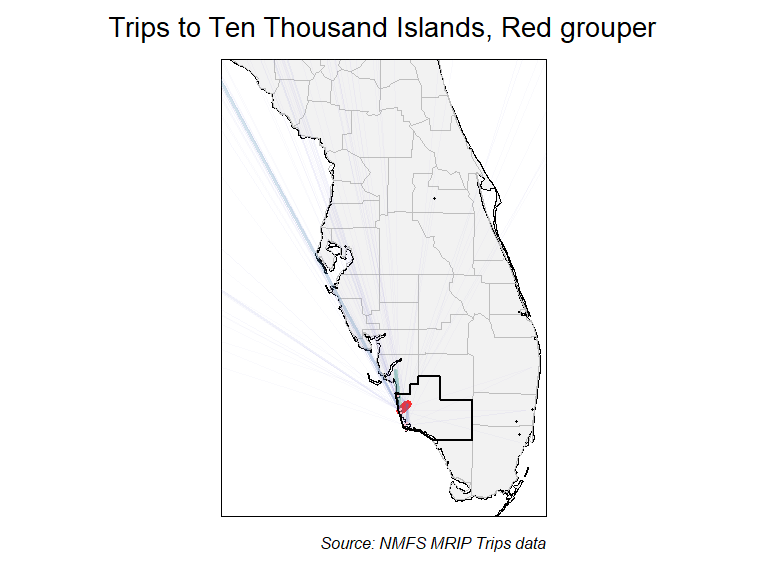 Trips to Ten Thousand Islands, Red grouper
Source: NMFS MRIP Trips data